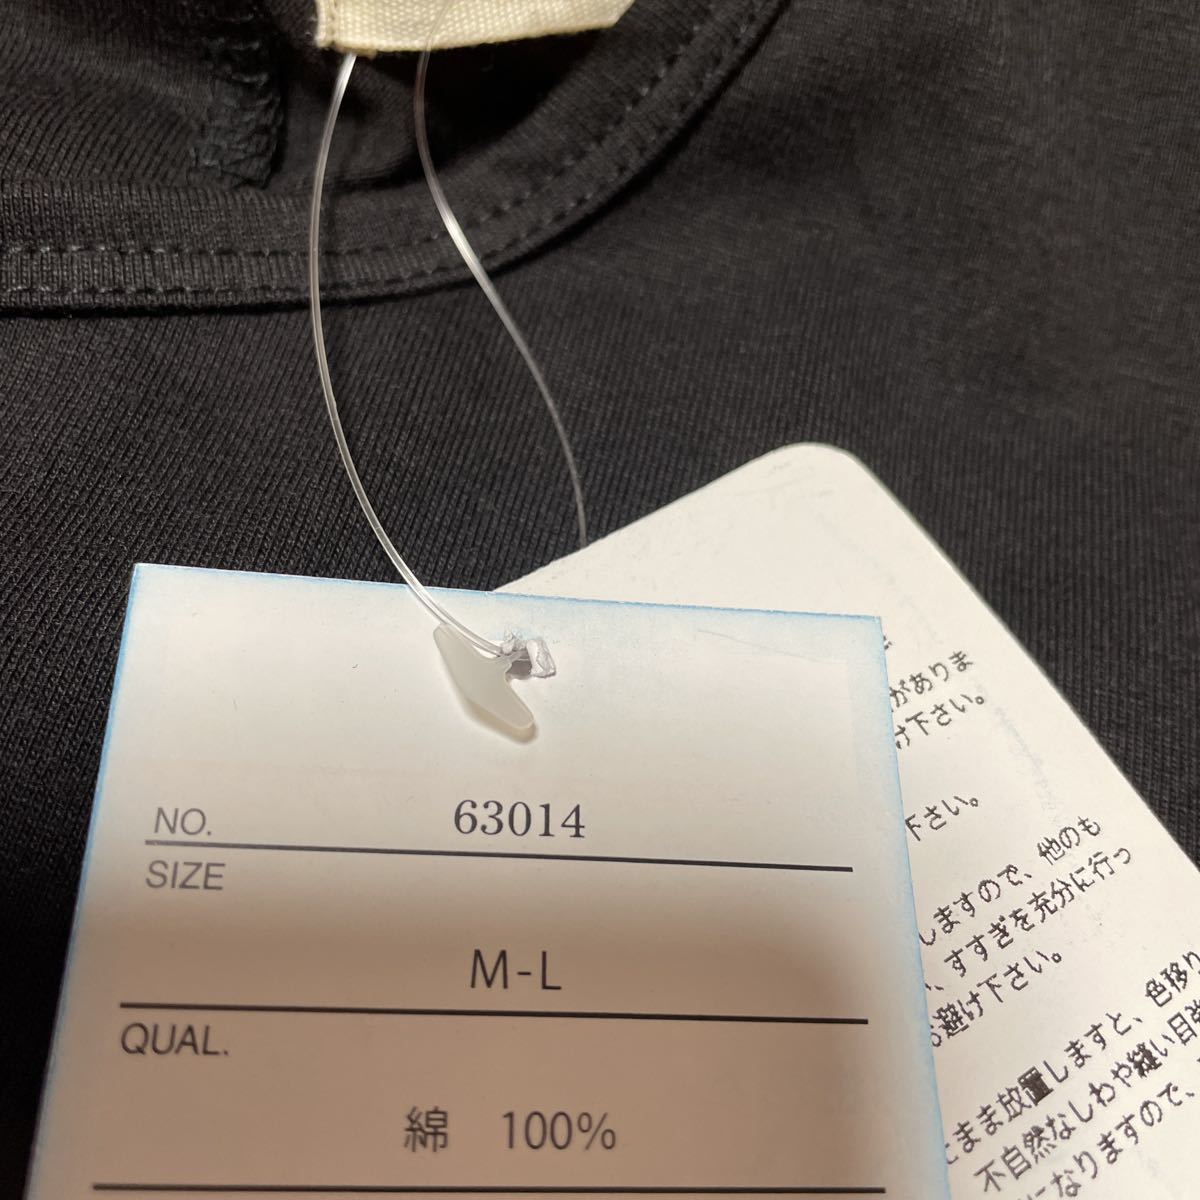 NO. 63014
SIZE
M-L
QUAL.
綿 100%
がありま
け下さい。
下さい。
しますので、他のも
、すすぎを充分に行っ
避け下さい。
まま放置しますと、色移り
不自然なしわや縫い目
になりますので、